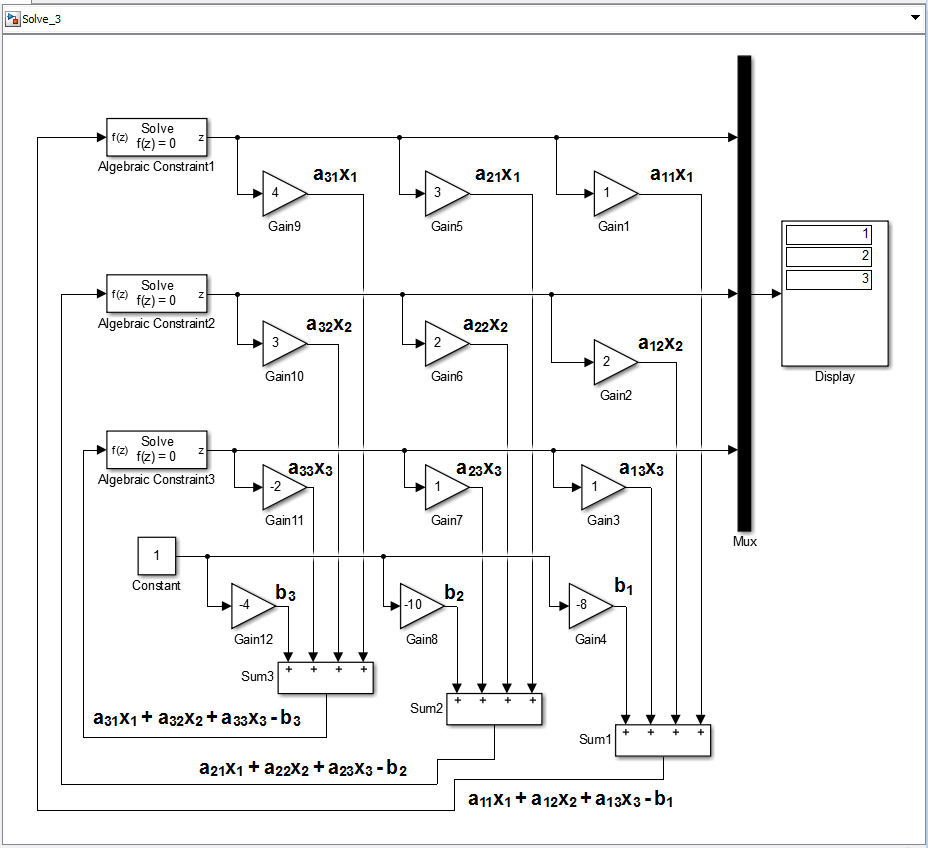 Solve_3
Solve
f(z) z
f(z) = 0
Algebraic Constraint1
4
a31x1
Gain9
3
a21x1
Gain5
1
a11x1
Gain1
1
2
3
Display
Solve
f(z) z
f(z) = 0
Algebraic Constraint2
3
a32x2
Gain10
2
a22x2
Gain6
2
a12x2
Gain2
Solve
f(z) z
f(z) = 0
Algebraic Constraint3
-2
a33x3
Gain11
1
a23x3
Gain7
1
a13x3
Gain3
Mux
1
Constant
-4
b3
Gain12
-10
b2
Gain8
-8
b1
Gain4
+ + + +
Sum3
+ + + +
Sum2
+ + + +
Sum1
a31x1 + a32x2 + a33x3 - b3
a21x1 + a22x2 + a23x3 - b2
a11x1 + a12x2 + a13x3 - b1